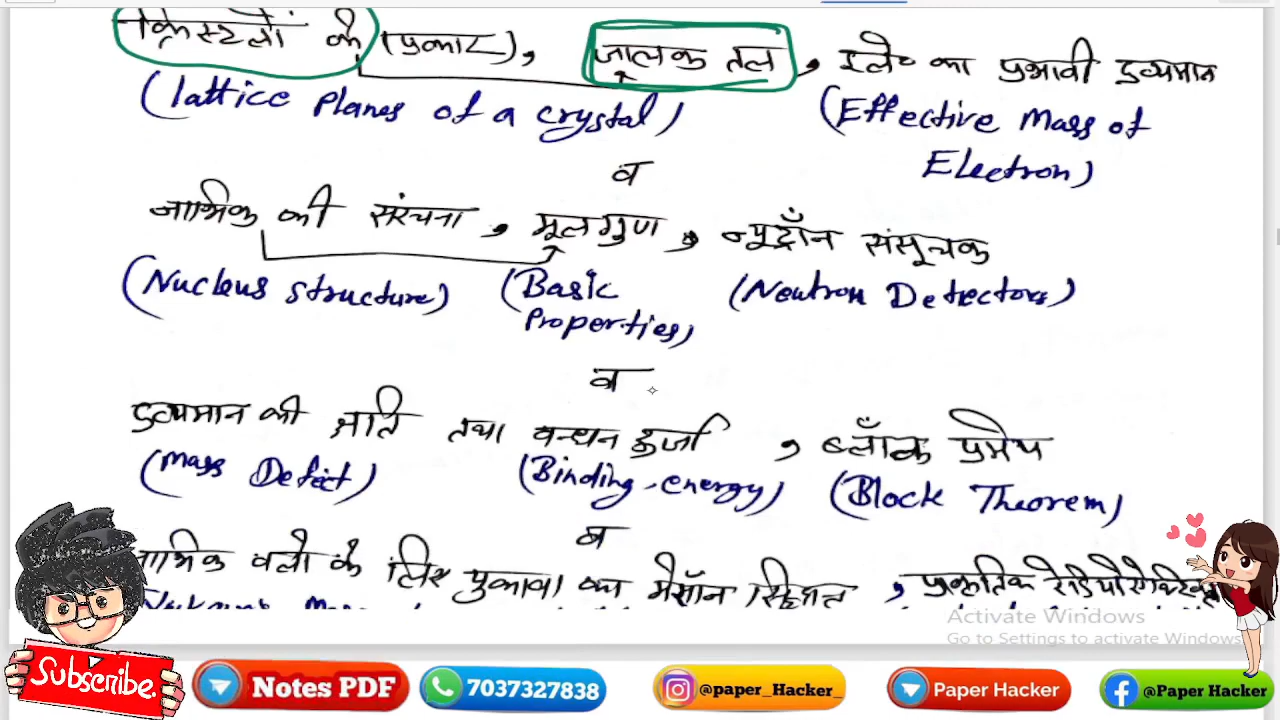 क्रिस्टलों के (प्रकार), जालक तल, इले० का प्रभावी द्रव्यमान
(lattice planes of a crystal)
(Effective Mass of
Electron)
व
नाभिक की संरचना, मूलगुण, न्यूट्रॉन संसूचक
(Nucleus structure)
(Basic
Properties)
(Neutron Detectors)
व
द्रव्यमान की क्षति तथा बन्धन ऊर्जा, ब्लॉक प्रमेय
(Mass Defect)
(Binding-energy)
(Block Theorem)
व
नाभिक बलों के लिए युकावा का मेसॉन सिद्धांत, प्राकृतिक रेडियोऐक्टिवता
Activate Windows
Go to Settings to activate Windows.
Subscribe.
Notes PDF
7037327838
@paper_Hacker_
Paper Hacker
@Paper Hacker